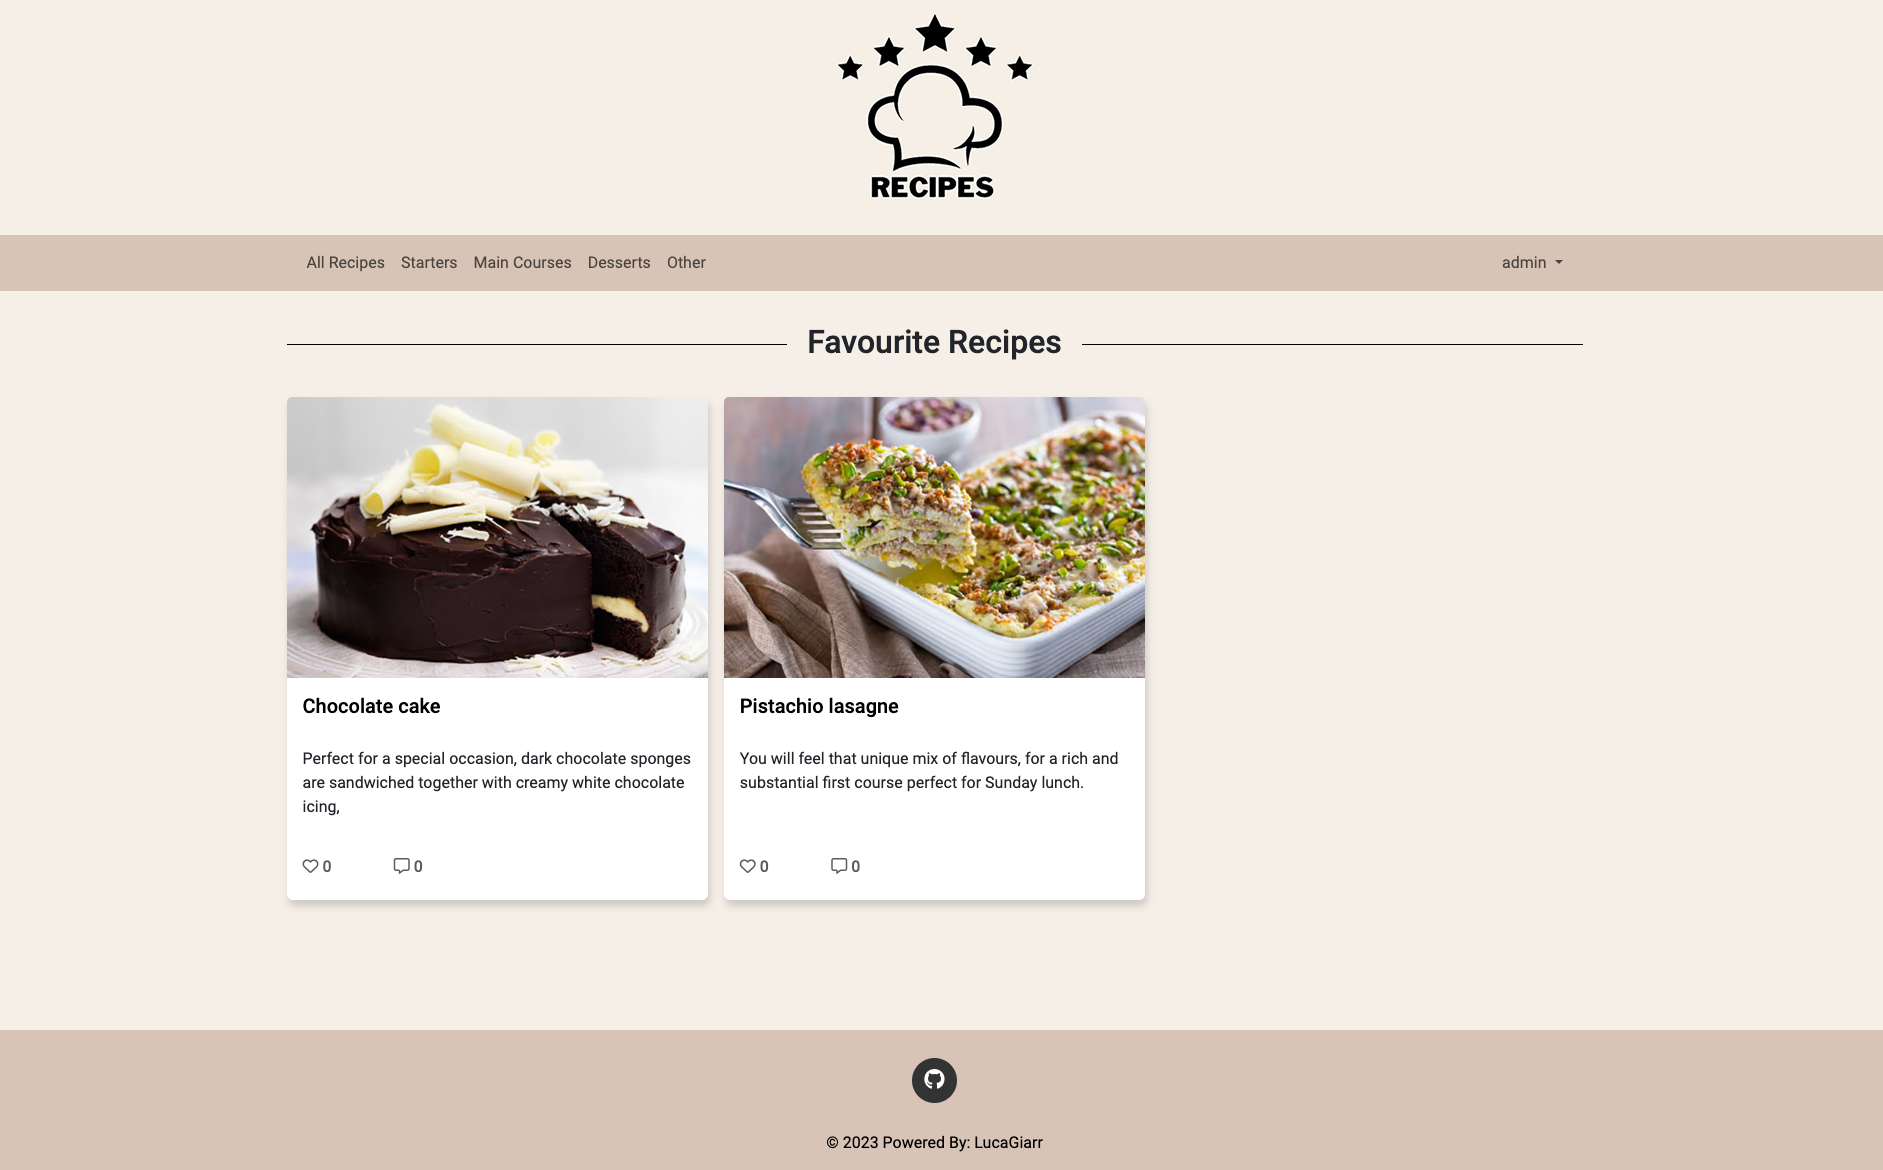 RECIPES
All Recipes Starters Main Courses Desserts Other admin
Favourite Recipes
Chocolate cake
Perfect for a special occasion, dark chocolate sponges
are sandwiched together with creamy white chocolate
icing,
0 0
Pistachio lasagne
You will feel that unique mix of flavours, for a rich and
substantial first course perfect for Sunday lunch.
0 0
© 2023 Powered By: LucaGiarr